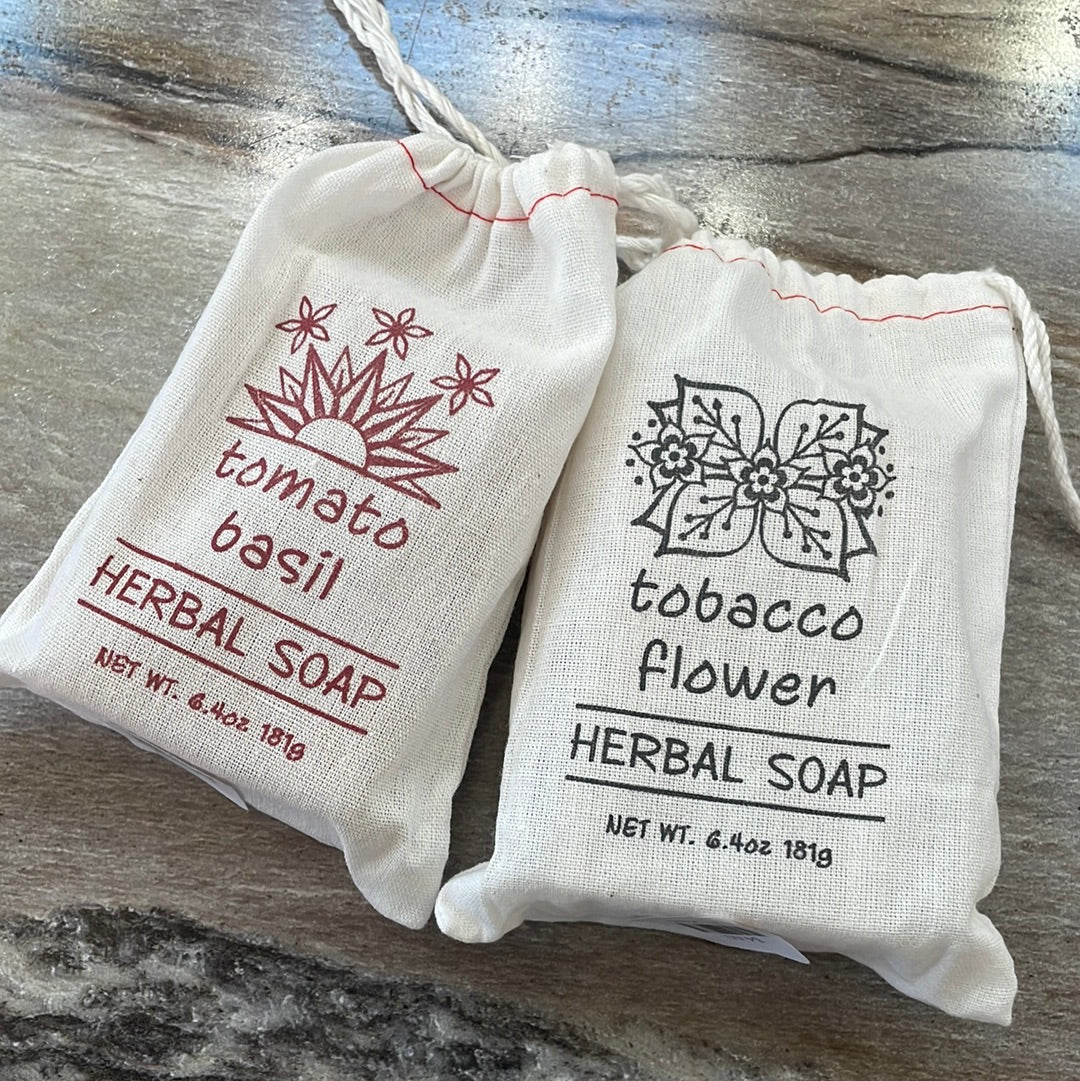 tomato
basil
HERBAL SOAP
NET WT. 6.4oz 181g
tobacco
flower
HERBAL SOAP
NET WT. 6.4oz 181g